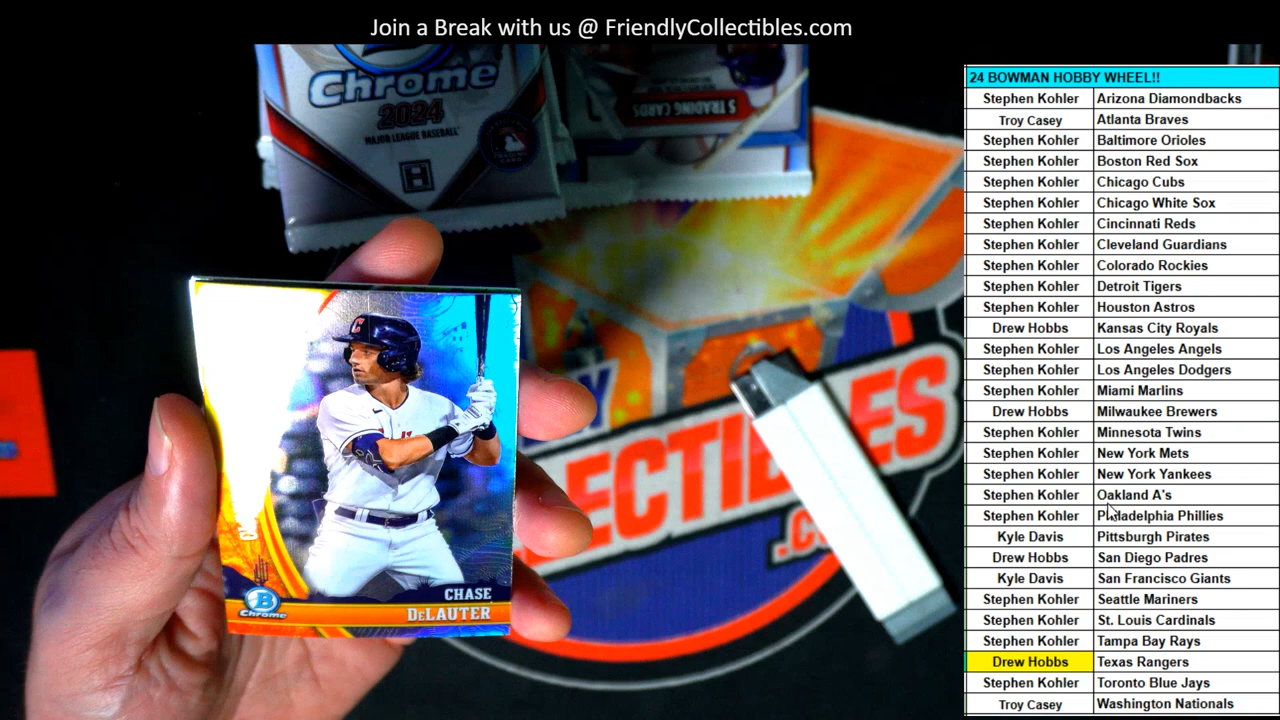 Join a Break with us @ FriendlyCollectibles.com
Chrome
2024
MAJOR LEAGUE BASEBALL
H
5 TRADING CARDS
C
CHASE
DELAUTER
B
Chrome
LECTIBLES
.CO
24 BOWMAN HOBBY WHEEL!!
Stephen Kohler Arizona Diamondbacks
Troy Casey Atlanta Braves
Stephen Kohler Baltimore Orioles
Stephen Kohler Boston Red Sox
Stephen Kohler Chicago Cubs
Stephen Kohler Chicago White Sox
Stephen Kohler Cincinnati Reds
Stephen Kohler Cleveland Guardians
Stephen Kohler Colorado Rockies
Stephen Kohler Detroit Tigers
Stephen Kohler Houston Astros
Drew Hobbs Kansas City Royals
Stephen Kohler Los Angeles Angels
Stephen Kohler Los Angeles Dodgers
Stephen Kohler Miami Marlins
Drew Hobbs Milwaukee Brewers
Stephen Kohler Minnesota Twins
Stephen Kohler New York Mets
Stephen Kohler New York Yankees
Stephen Kohler Oakland A's
Stephen Kohler Philadelphia Phillies
Kyle Davis Pittsburgh Pirates
Drew Hobbs San Diego Padres
Kyle Davis San Francisco Giants
Stephen Kohler Seattle Mariners
Stephen Kohler St. Louis Cardinals
Stephen Kohler Tampa Bay Rays
Drew Hobbs Texas Rangers
Stephen Kohler Toronto Blue Jays
Troy Casey Washington Nationals